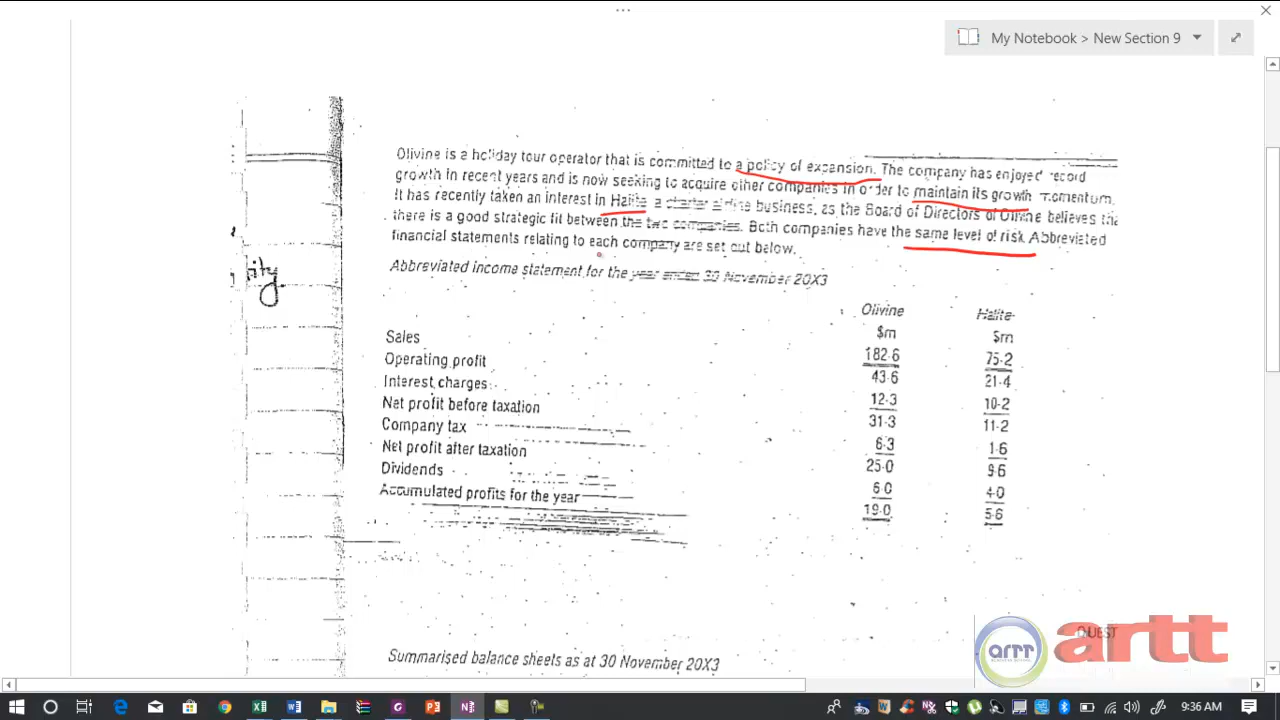 ...
My Notebook > New Section 9
Olivine is a holiday tour operator that is committed to a policy of expansion. The company has enjoyed record
growth in recent years and is now seeking to acquire other companies in order to maintain its growth momentum.
It has recently taken an interest in Halite a charter airline business, as the Board of Directors of Olivine believes
there is a good strategic fit between the two companies. Both companies have the same level of risk Abbreviated
financial statements relating to each company are set out below.
Abbreviated income statement for the year ended 30 November 20X3
Olivine Halite
$m $m
Sales 182·6 75·2
Operating profit 43·6 21·4
Interest charges 12·3 10·2
Net profit before taxation 31·3 11·2
Company tax 6·3 1·6
Net profit after taxation 25·0 9·6
Dividends 6·0 4·0
Accumulated profits for the year 19·0 5·6
Summarised balance sheets as at 30 November 20X3
artt
artt
9:36 AM